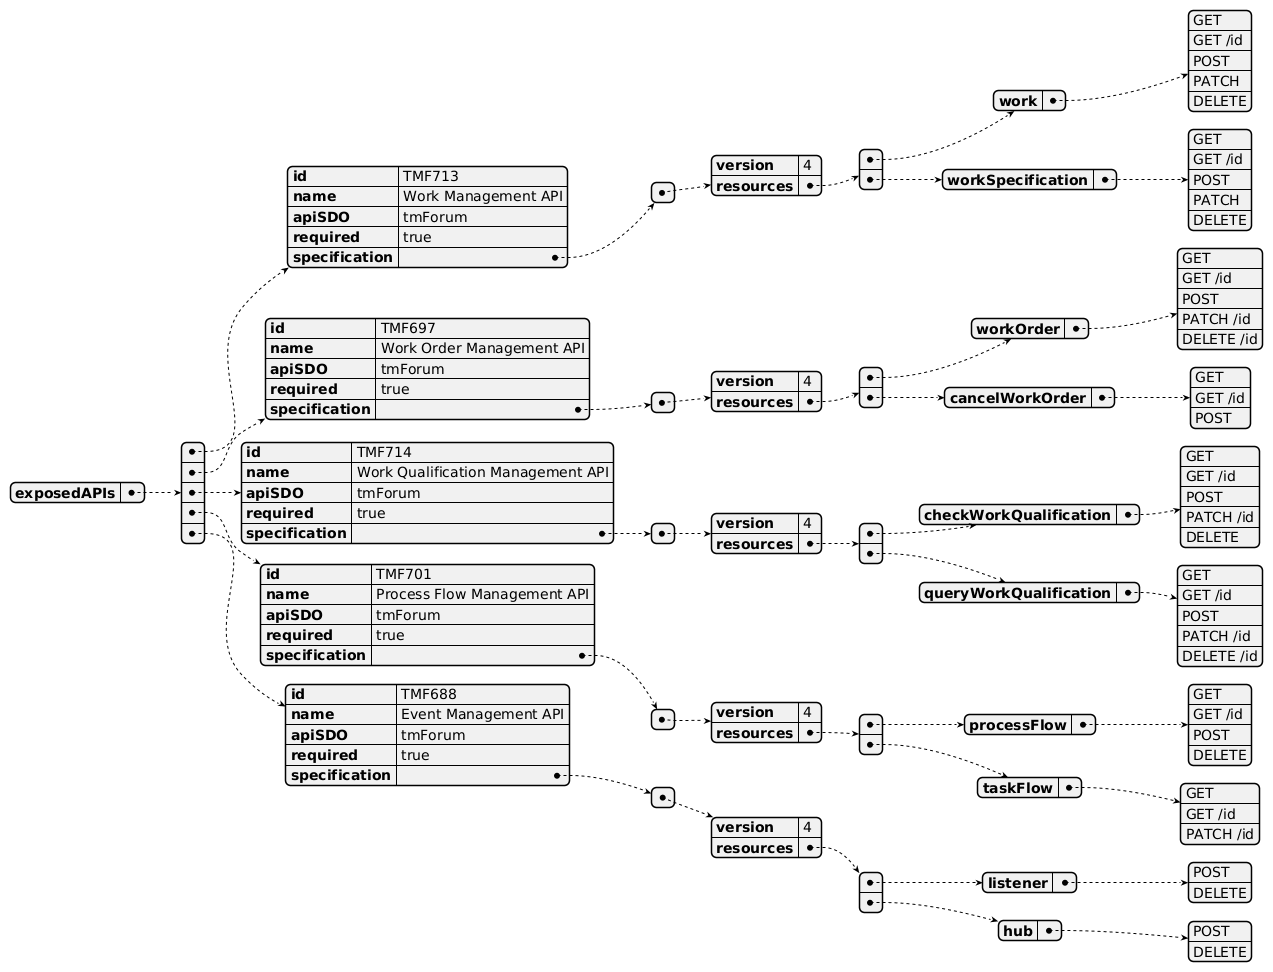 exposedAPIs
id TMF713
name Work Management API
apiSDO tmForum
required true
specification
version 4
resources
work
GET
GET /id
POST
PATCH
DELETE
workSpecification
GET
GET /id
POST
PATCH
DELETE
id TMF697
name Work Order Management API
apiSDO tmForum
required true
specification
version 4
resources
workOrder
GET
GET /id
POST
PATCH /id
DELETE /id
cancelWorkOrder
GET
GET /id
POST
id TMF714
name Work Qualification Management API
apiSDO tmForum
required true
specification
version 4
resources
checkWorkQualification
GET
GET /id
POST
PATCH /id
DELETE
queryWorkQualification
GET
GET /id
POST
PATCH /id
DELETE /id
id TMF701
name Process Flow Management API
apiSDO tmForum
required true
specification
version 4
resources
processFlow
GET
GET /id
POST
DELETE
taskFlow
GET
GET /id
PATCH /id
id TMF688
name Event Management API
apiSDO tmForum
required true
specification
version 4
resources
listener
POST
DELETE
hub
POST
DELETE